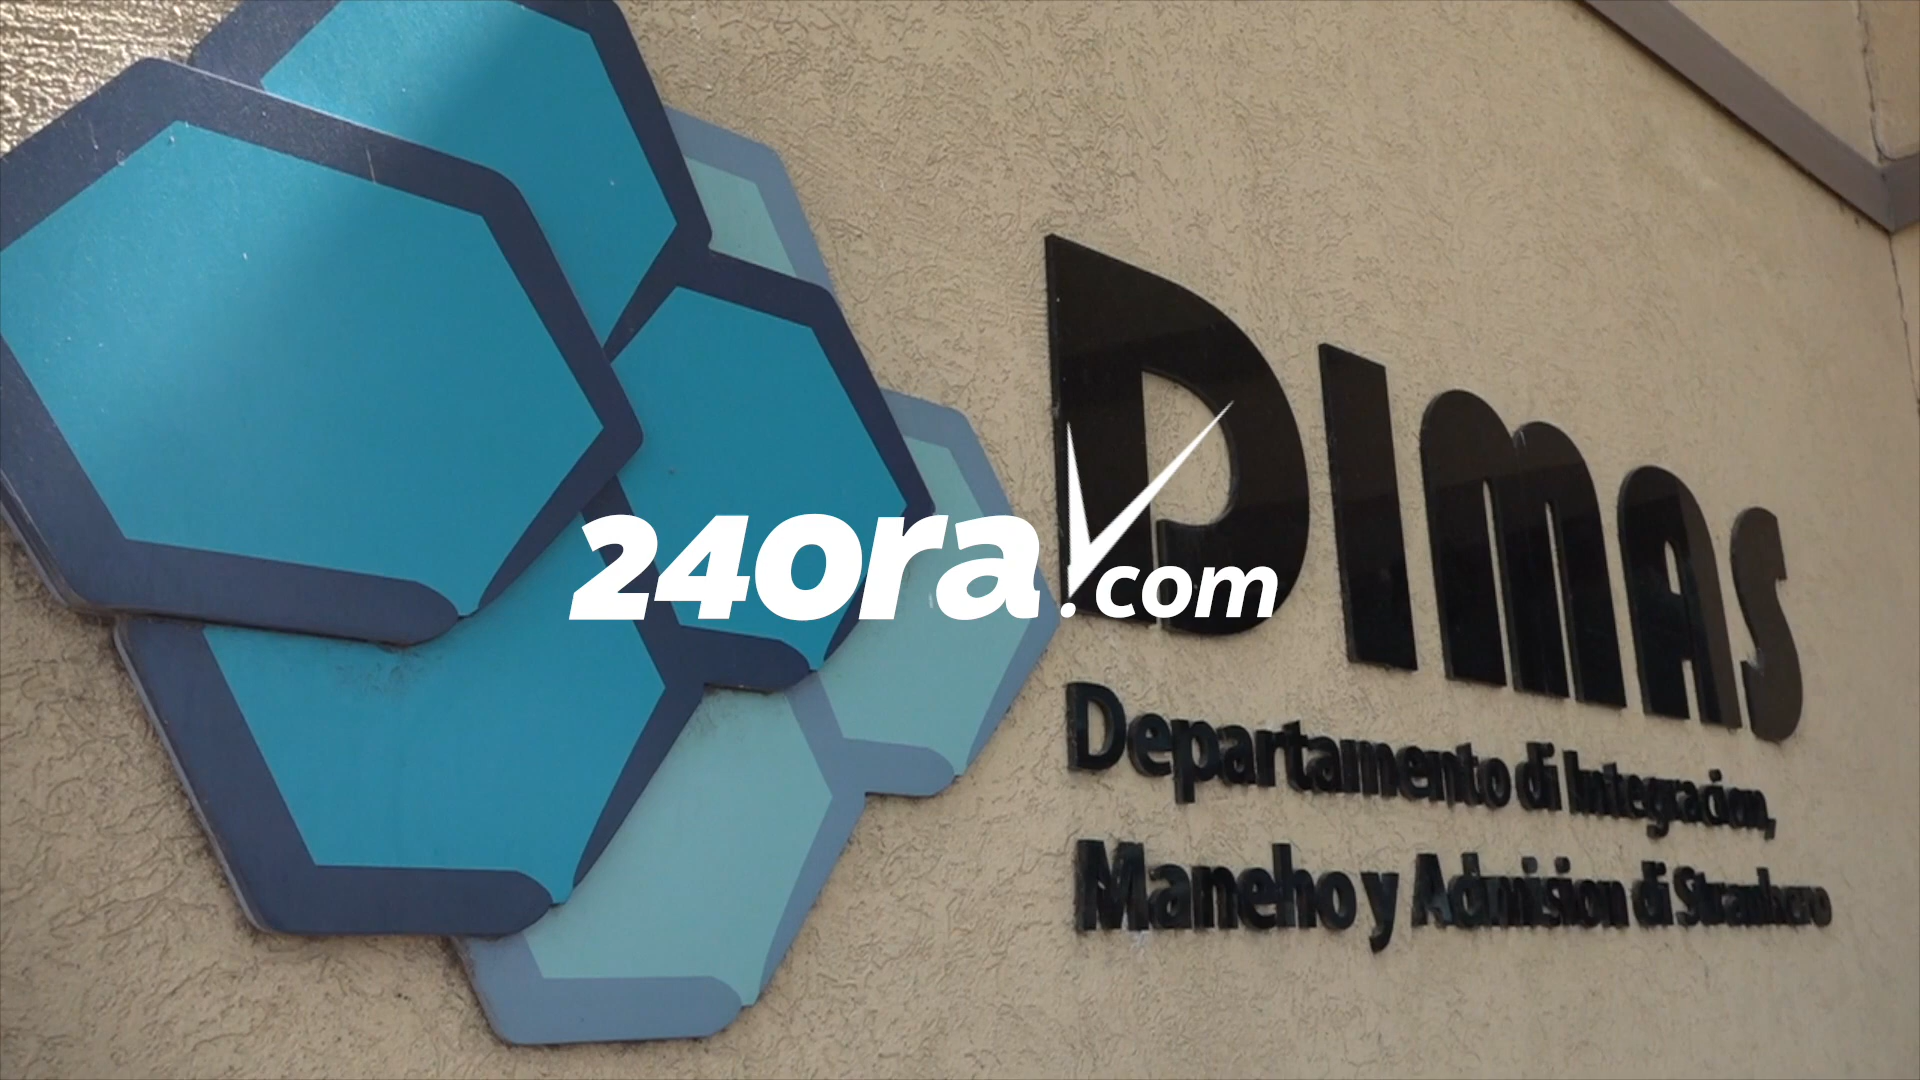 DIMAS
24ora.com
Departamento di Integracion,
Maneho y Admision di Stranhero